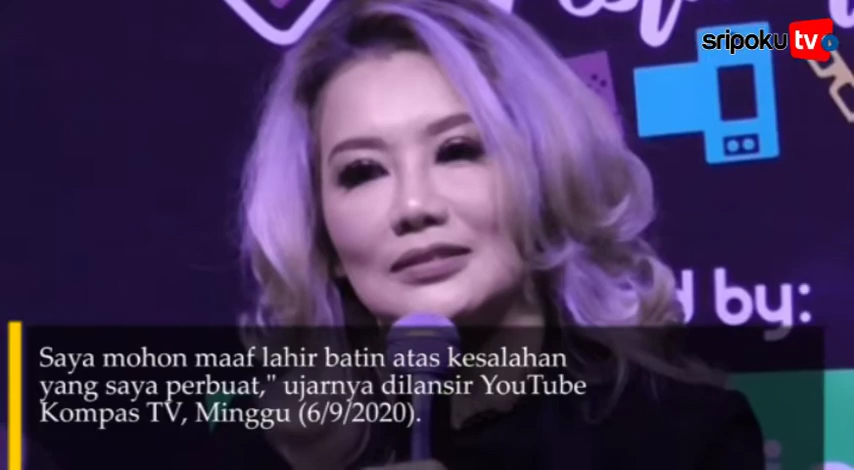 sripoku tv
d by:
Saya mohon maaf lahir batin atas kesalahan
yang saya perbuat," ujarnya dilansir YouTube
Kompas TV, Minggu (6/9/2020).